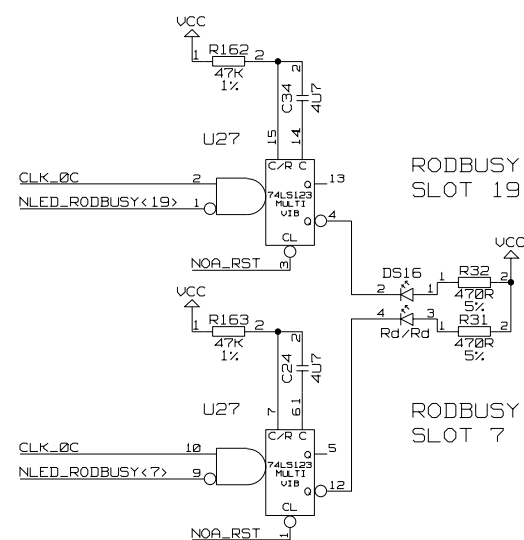 VCC
1 R162 2
47K
1%
C34
4U7
2
15
14
U27
C/R C
74LS123
MULTI
VIB
Q
Q
CL
13
4
3
CLK_0C 2
NLED_RODBUSY<19> 1
NOA_RST
RODBUSY
SLOT 19
VCC
DS16
2 1
4 3
Rd/Rd
1 R32 2
470R
5%
1 R31 2
470R
5%
VCC
1 R163 2
47K
1%
C24
4U7
2
7
6 1
U27
C/R C
74LS123
MULTI
VIB
Q
Q
CL
5
12
1
CLK_0C 10
NLED_RODBUSY<7> 9
NOA_RST
RODBUSY
SLOT 7